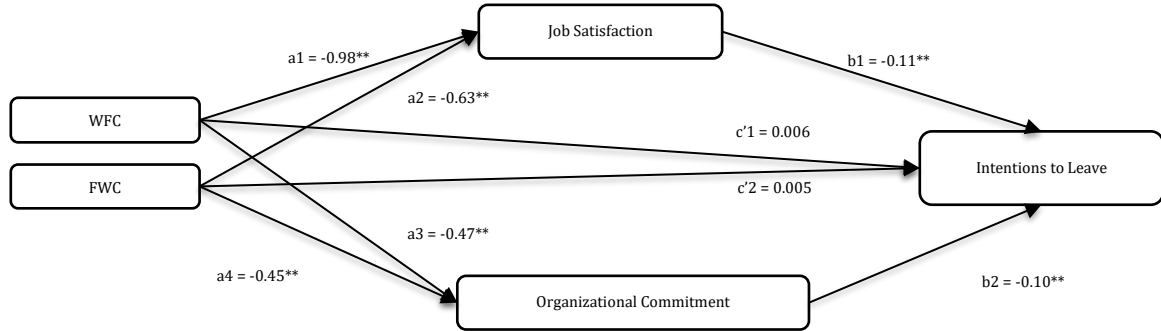 Job Satisfaction
a1 = -0.98**
b1 = -0.11**
a2 = -0.63**
WFC
c’1 = 0.006
Intentions to Leave
FWC
c’2 = 0.005
a3 = -0.47**
a4 = -0.45**
Organizational Commitment
b2 = -0.10**